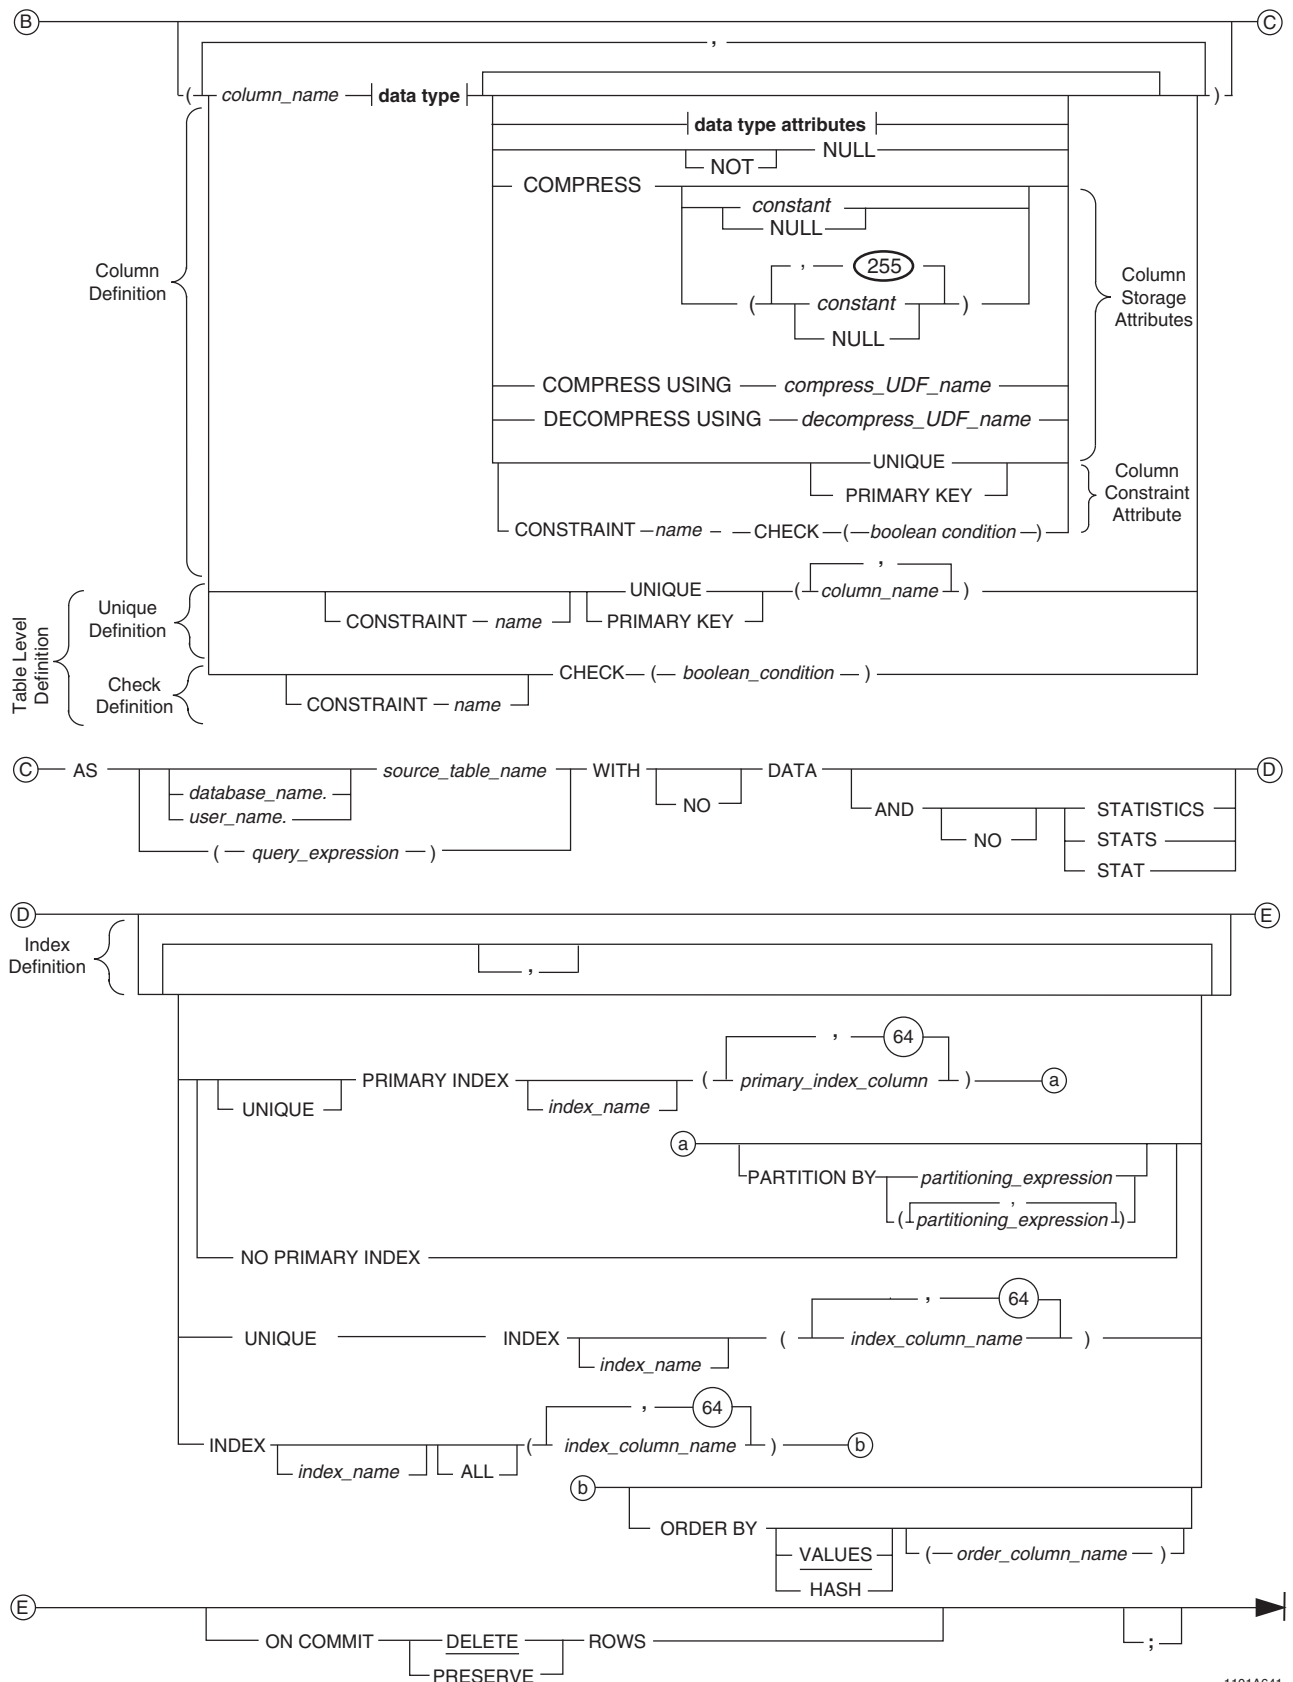 B C
,
( column_name data type )
data type attributes
NOT NULL
COMPRESS
constant
NULL
, 255
( constant )
NULL
Column
Definition
Column
Storage
Attributes
COMPRESS USING compress_UDF_name
DECOMPRESS USING decompress_UDF_name
UNIQUE
PRIMARY KEY
Column
Constraint
Attribute
CONSTRAINT name CHECK ( boolean condition )
,
UNIQUE ( column_name )
CONSTRAINT name PRIMARY KEY
Unique
Definition
Table Level
Definition
CHECK ( boolean_condition )
CONSTRAINT name
Check
Definition
C AS source_table_name WITH DATA D
database_name.
user_name.
NO AND STATISTICS
NO STATS
STAT
( query_expression )
D E
Index
Definition
,
, 64
PRIMARY INDEX ( primary_index_column ) a
UNIQUE index_name
a
PARTITION BY partitioning_expression
,
( partitioning_expression )
NO PRIMARY INDEX
, 64
UNIQUE INDEX ( index_column_name )
index_name
, 64
INDEX ( index_column_name ) b
index_name ALL
b
ORDER BY
VALUES ( order_column_name )
HASH
E
ON COMMIT DELETE ROWS ;
PRESERVE
1101A641